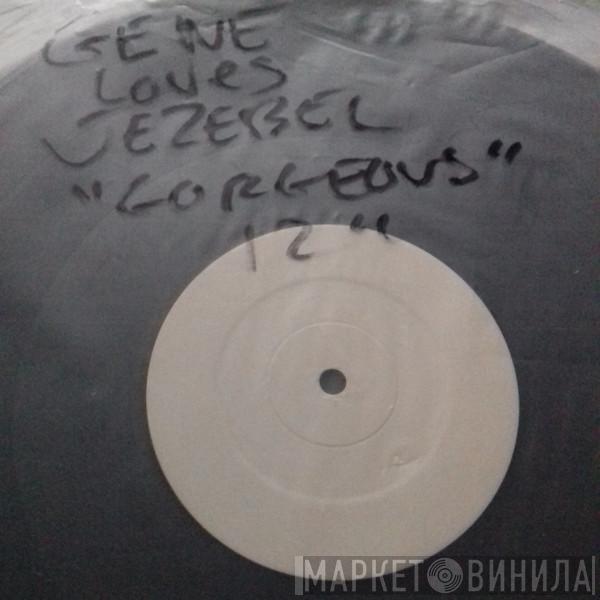 GENE
LOVES
JEZEBEL
"GORGEOUS"
12"
МАРКЕТ ВИНИЛА